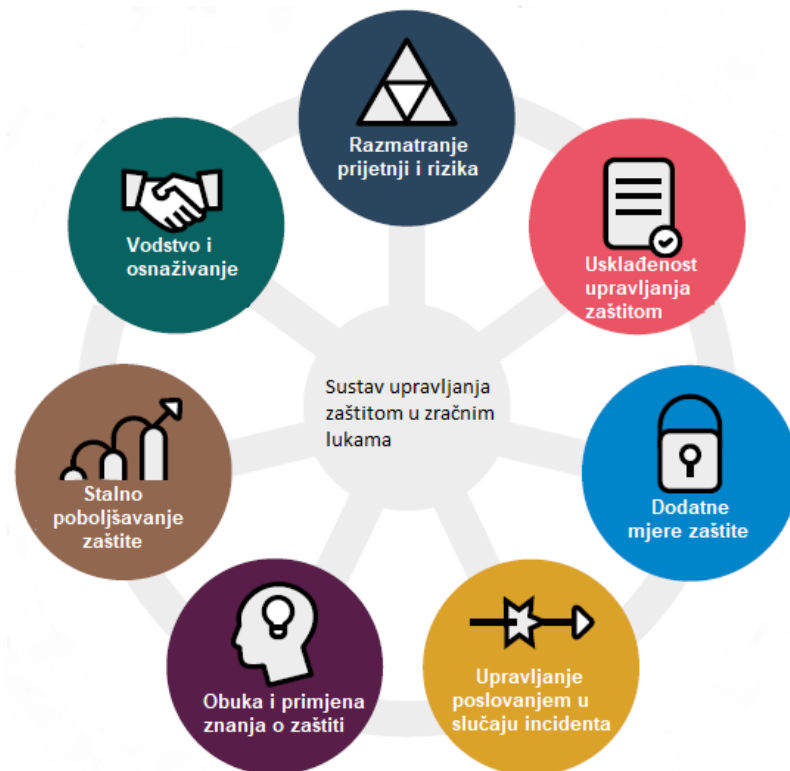 Razmatranje
prijetnji i rizika
Usklađenost
upravljanja
zaštitom
Dodatne
mjere zaštite
Upravljanje
poslovanjem u
slučaju incidenta
Obuka i primjena
znanja o zaštiti
Stalno
poboljšavanje
zaštite
Vodstvo i
osnaživanje
Sustav upravljanja
zaštitom u zračnim
lukama